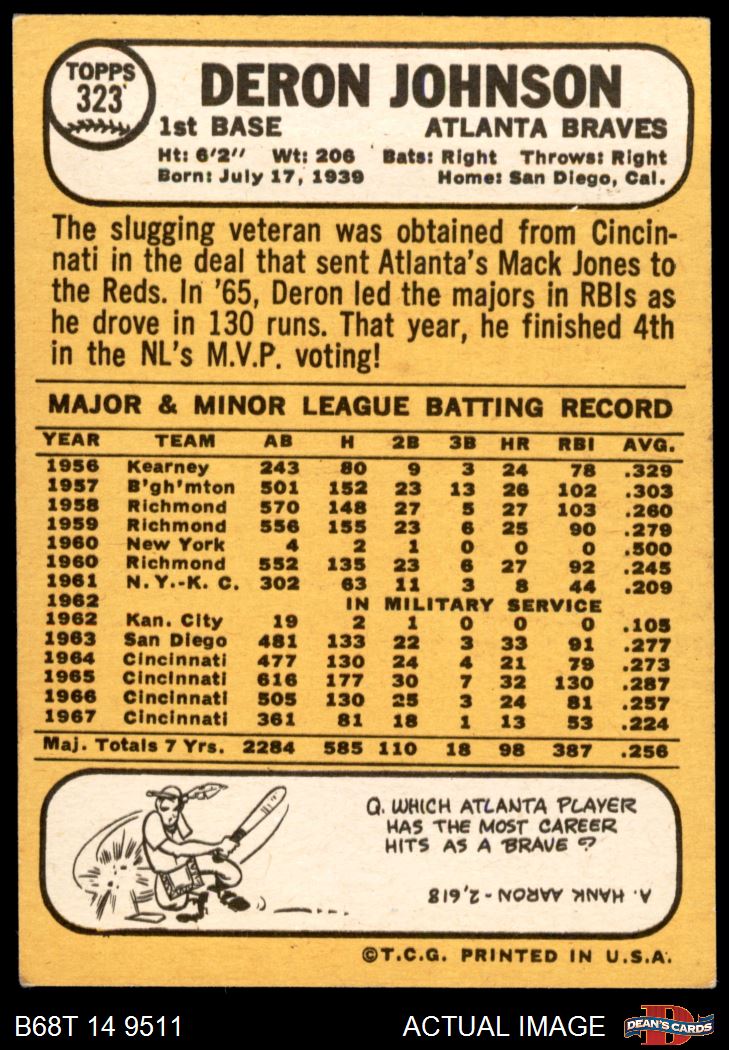 TOPPS
323
DERON JOHNSON
1st BASE ATLANTA BRAVES
Ht: 6'2" Wt: 206 Bats: Right Throws: Right
Born: July 17, 1939 Home: San Diego, Cal.
The slugging veteran was obtained from Cincin-
nati in the deal that sent Atlanta's Mack Jones to
the Reds. In '65, Deron led the majors in RBIs as
he drove in 130 runs. That year, he finished 4th
in the NL's M.V.P. voting!
MAJOR & MINOR LEAGUE BATTING RECORD
YEAR TEAM AB H 2B 3B HR RBI AVG.
1956 Kearney 243 80 9 3 24 78 .329
1957 B'gh'mton 501 152 23 13 26 102 .303
1958 Richmond 570 148 27 5 27 103 .260
1959 Richmond 556 155 23 6 25 90 .279
1960 New York 4 2 1 0 0 0 .500
1960 Richmond 552 135 23 6 27 92 .245
1961 N.Y.-K. C. 302 63 11 3 8 44 .209
1962 IN MILITARY SERVICE
1962 Kan. City 19 2 1 0 0 0 .105
1963 San Diego 481 133 22 3 33 91 .277
1964 Cincinnati 477 130 24 4 21 79 .273
1965 Cincinnati 616 177 30 7 32 130 .287
1966 Cincinnati 505 130 25 3 24 81 .257
1967 Cincinnati 361 81 18 1 13 53 .224
Maj. Totals 7 Yrs. 2284 585 110 18 98 387 .256
Q. WHICH ATLANTA PLAYER
HAS THE MOST CAREER
HITS AS A BRAVE?
A. HANK AARON - 2,618
©T.C.G. PRINTED IN U.S.A.
B68T 14 9511 ACTUAL IMAGE
D
DEAN'S CARDS